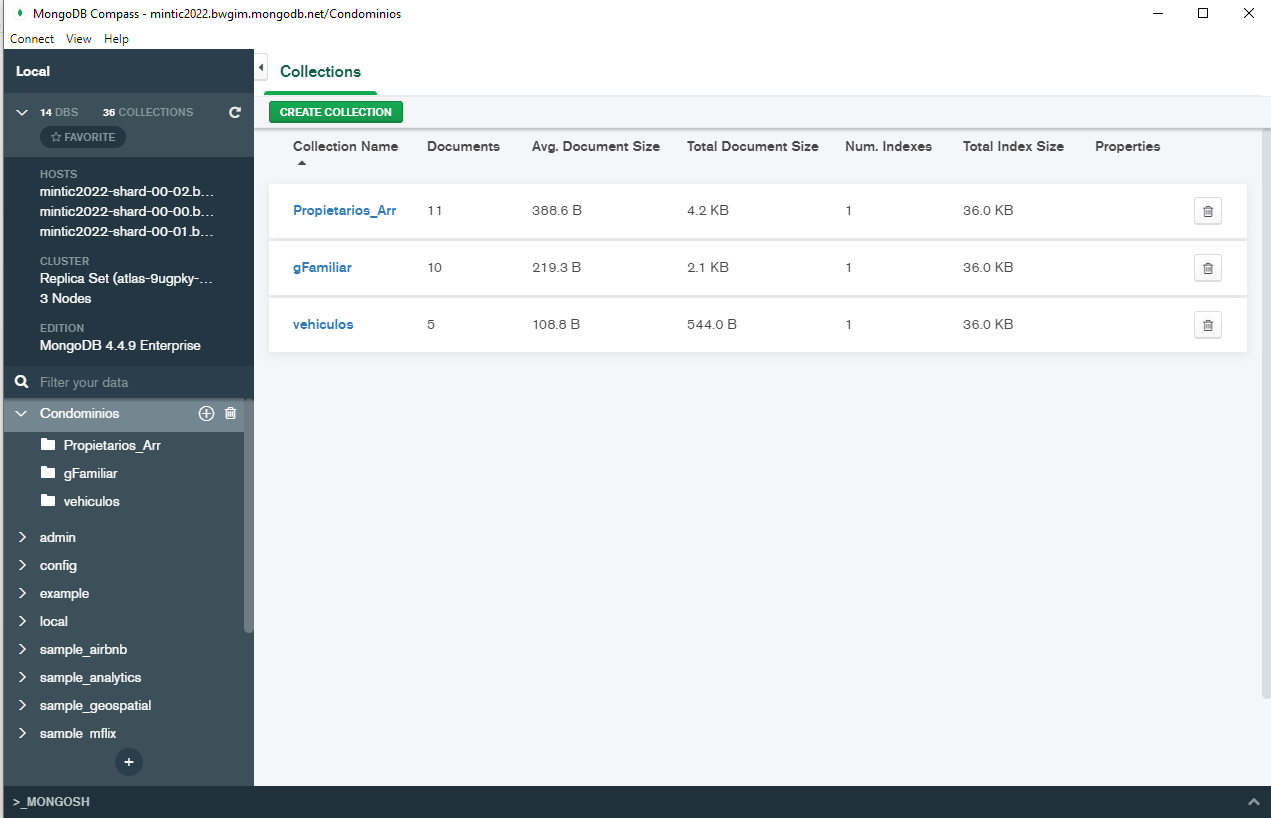 MongoDB Compass - mintic2022.bwgim.mongodb.net/Condominios
Connect View Help
Local
14 DBS 36 COLLECTIONS
FAVORITE
HOSTS
mintic2022-shard-00-02.b...
mintic2022-shard-00-00.b...
mintic2022-shard-00-01.b...
CLUSTER
Replica Set (atlas-9ugpky-...
3 Nodes
EDITION
MongoDB 4.4.9 Enterprise
Filter your data
Condominios
Propietarios_Arr
gFamiliar
vehiculos
admin
config
example
local
sample_airbnb
sample_analytics
sample_geospatial
sample_mflix
+
Collections
CREATE COLLECTION
Collection Name Documents Avg. Document Size Total Document Size Num. Indexes Total Index Size Properties
Propietarios_Arr 11 388.6 B 4.2 KB 1 36.0 KB
gFamiliar 10 219.3 B 2.1 KB 1 36.0 KB
vehiculos 5 108.8 B 544.0 B 1 36.0 KB
>_MONGOSH